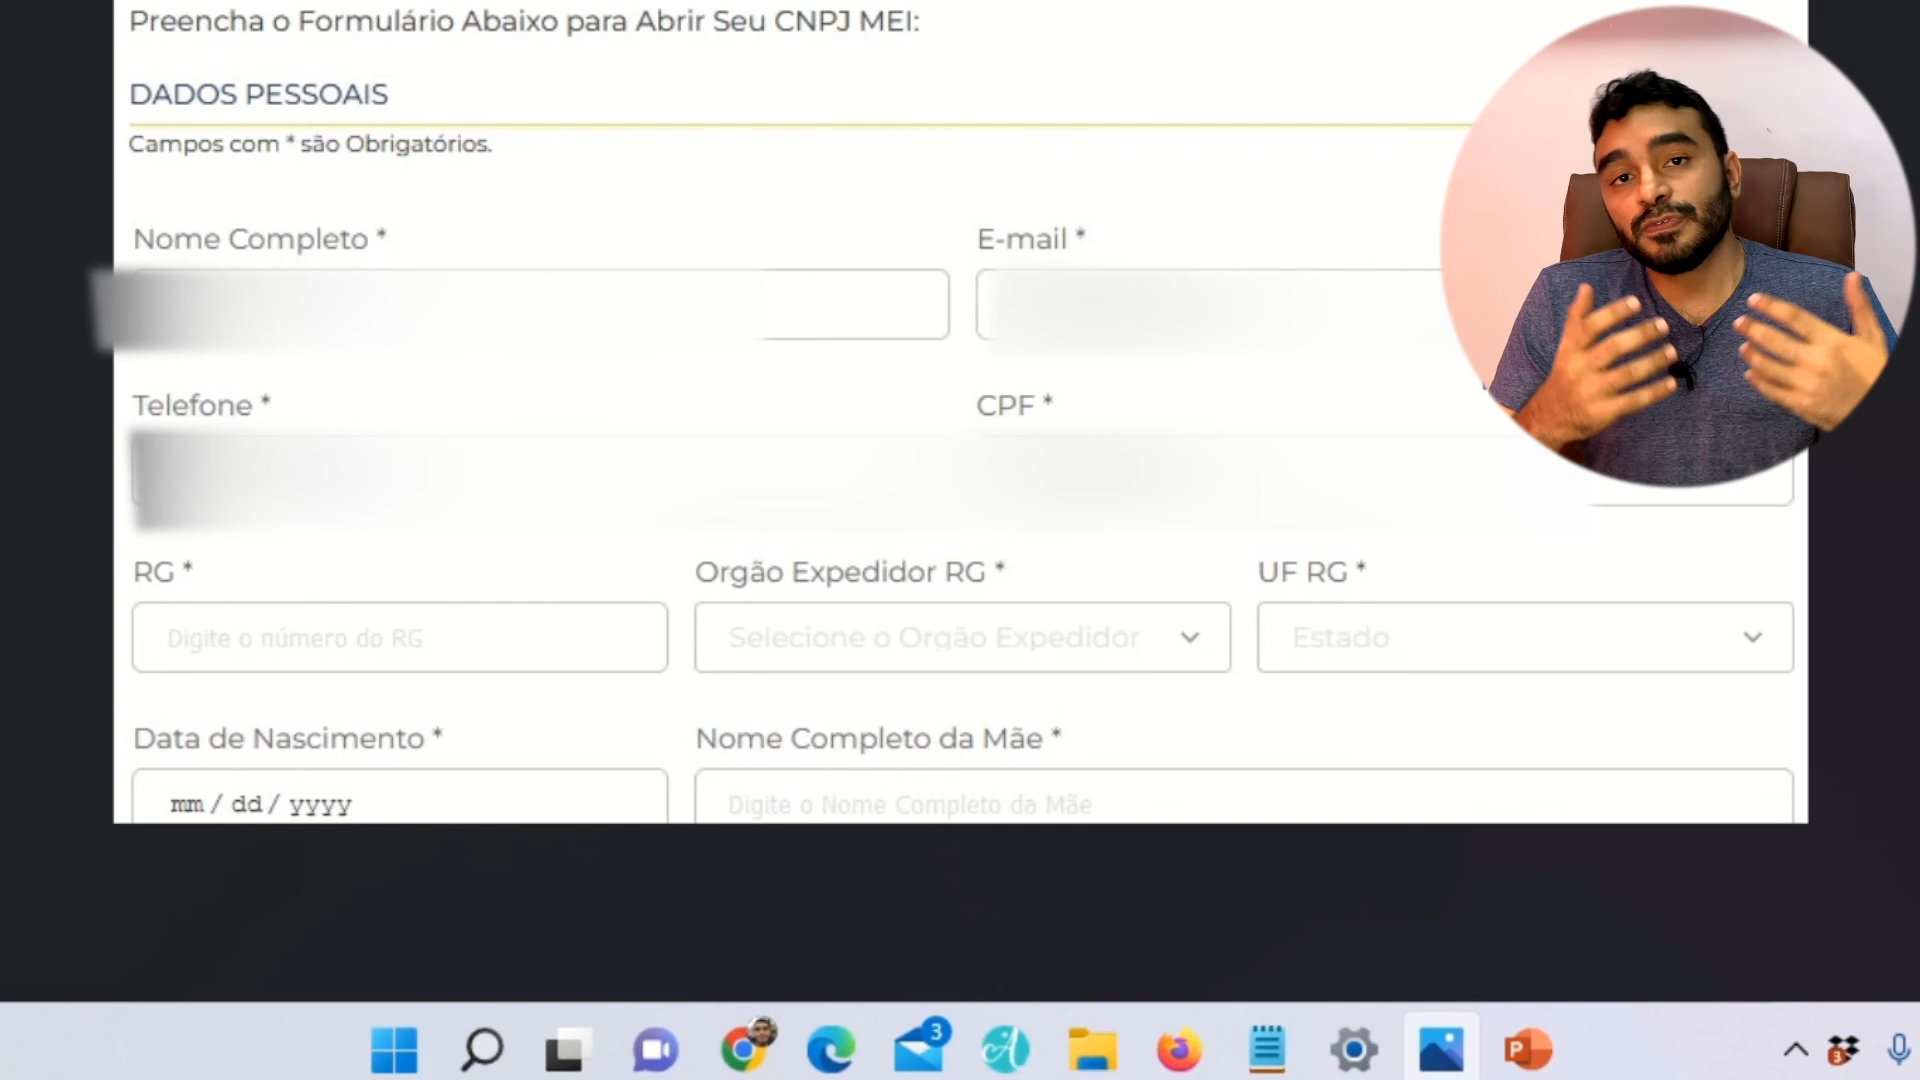 Preencha o Formulário Abaixo para Abrir Seu CNPJ MEI:
DADOS PESSOAIS
Campos com * são Obrigatórios.
Nome Completo *
E-mail *
Telefone *
CPF *
RG *
Orgão Expedidor RG *
UF RG *
Digite o número do RG
Selecione o Orgão Expedidor
Estado
Data de Nascimento *
Nome Completo da Mãe *
mm / dd / yyyy
Digite o Nome Completo da Mãe
3
A
P
3